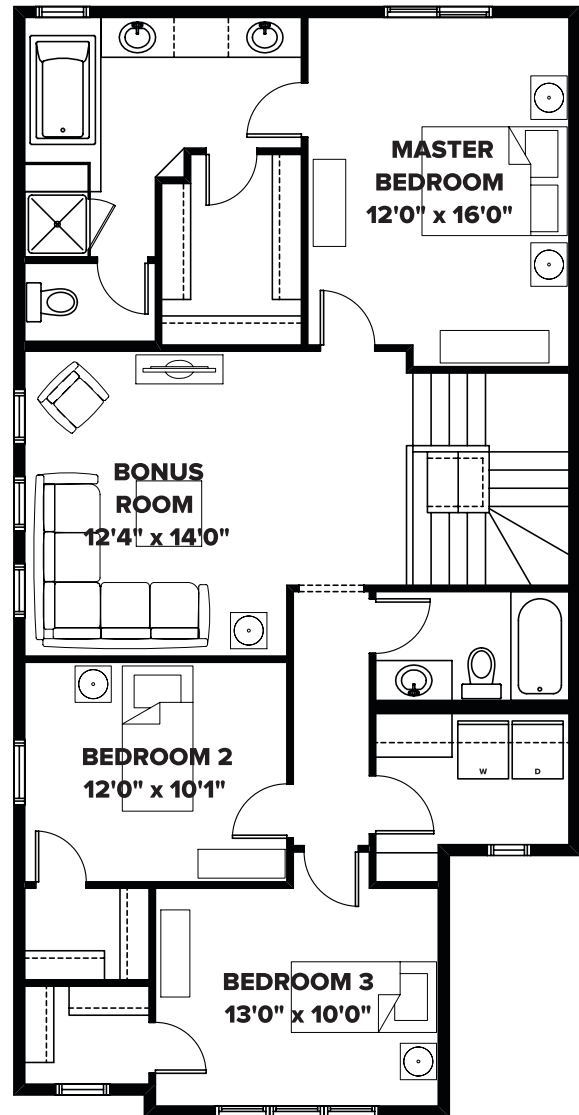 MASTER
BEDROOM
12'0" x 16'0"
BONUS
ROOM
12'4" x 14'0"
W D
BEDROOM 2
12'0" x 10'1"
BEDROOM 3
13'0" x 10'0"